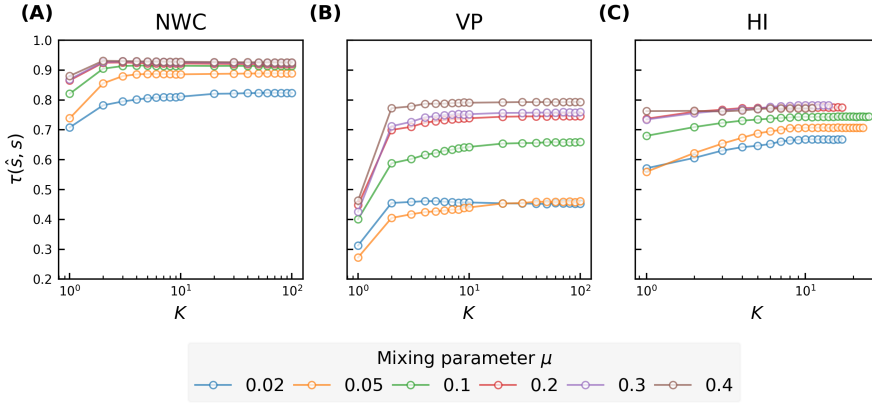 (A) NWC (B) VP (C) HI
τ(ŝ, s)
1.0
0.9
0.8
0.7
0.6
0.5
0.4
0.3
0.2
10⁰ 10¹ 10² 10⁰ 10¹ 10² 10⁰ 10¹
K K K
Mixing parameter μ
0.02 0.05 0.1 0.2 0.3 0.4